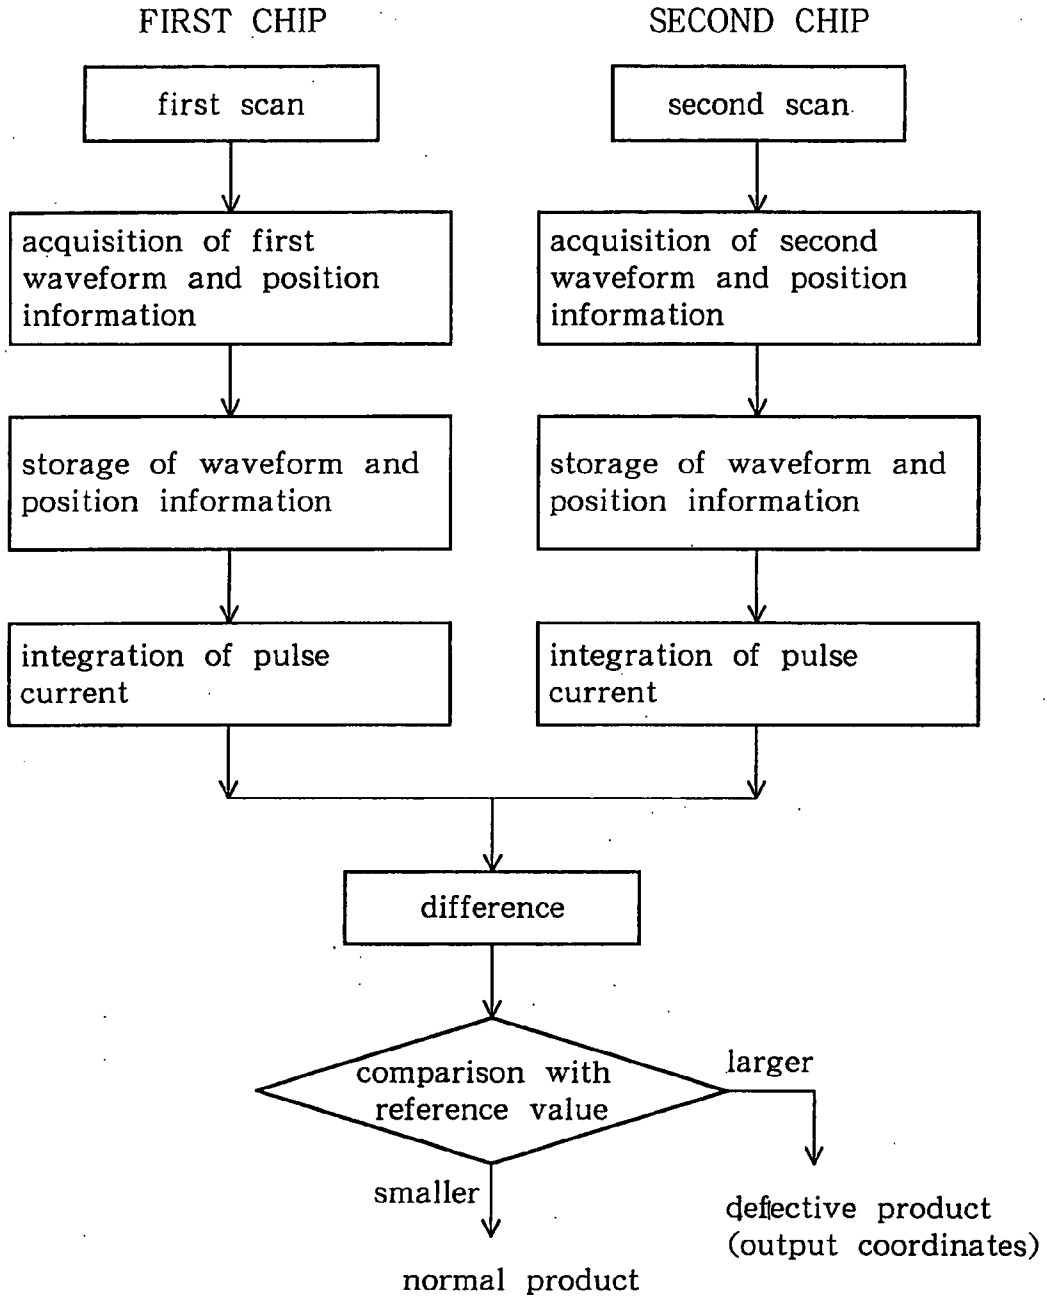 FIRST CHIP
SECOND CHIP
first scan
second scan
acquisition of first
waveform and position
information
acquisition of second
waveform and position
information
storage of waveform and
position information
storage of waveform and
position information
integration of pulse
current
integration of pulse
current
difference
comparison with
reference value
larger
smaller
defective product
(output coordinates)
normal product